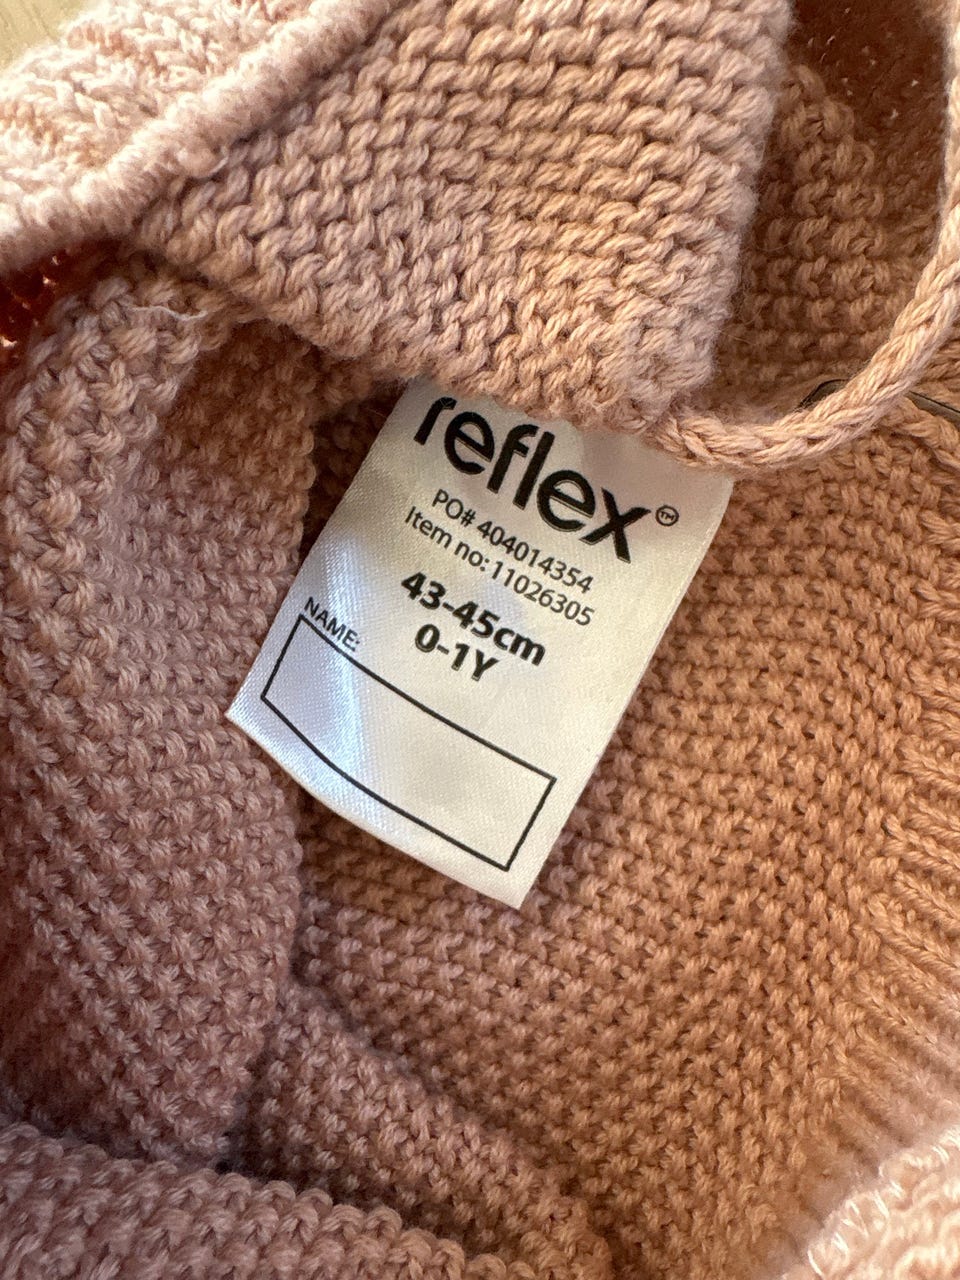 reflex™
PO# 404014354
Item no: 11026305
43-45cm
0-1Y
NAME: